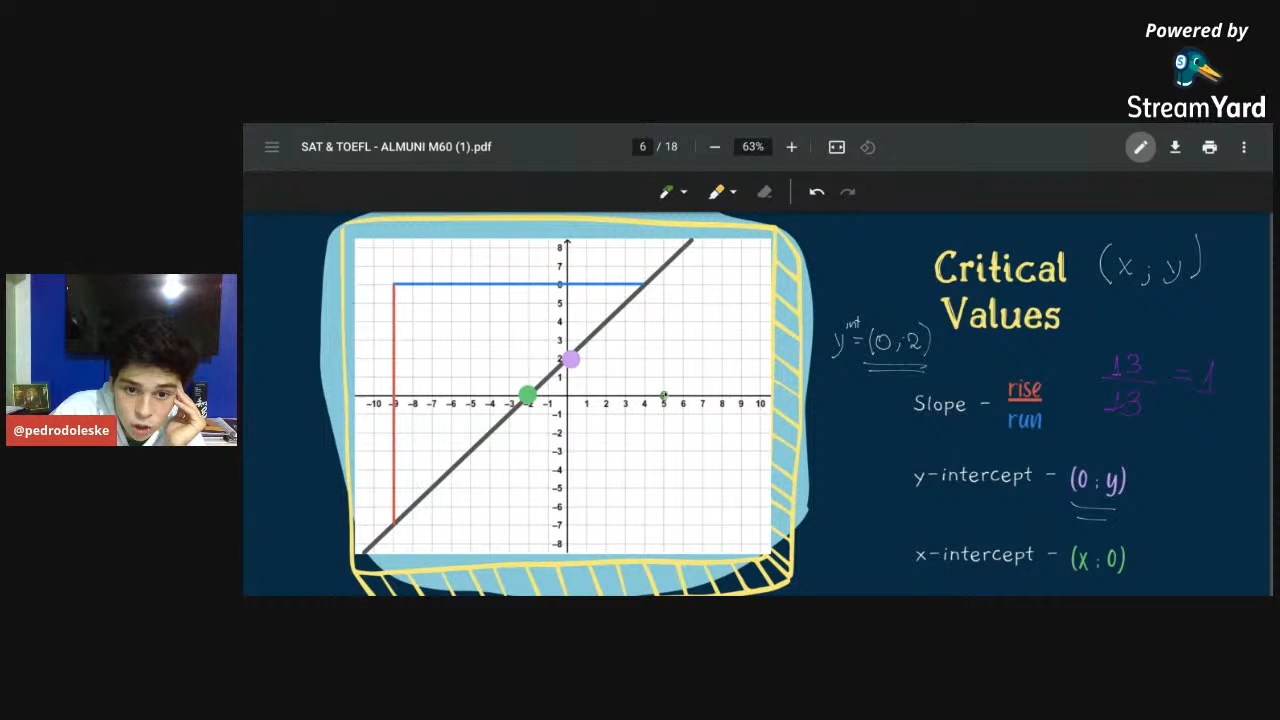 Powered by
StreamYard
SAT & TOEFL - ALMUNI M60 (1).pdf
6 / 18
63%
@pedrodoleske
8
7
6
5
4
3
2
1
-10 -9 -8 -7 -6 -5 -4 -3 -2 -1 1 2 3 4 5 6 7 8 9 10
-1
-2
-3
-4
-5
-6
-7
-8
Critical
Values
(x ; y)
y int = (0 ; 2)
Slope - rise
run
13
13
= 1
y-intercept - (0 ; y)
x-intercept - (x ; 0)